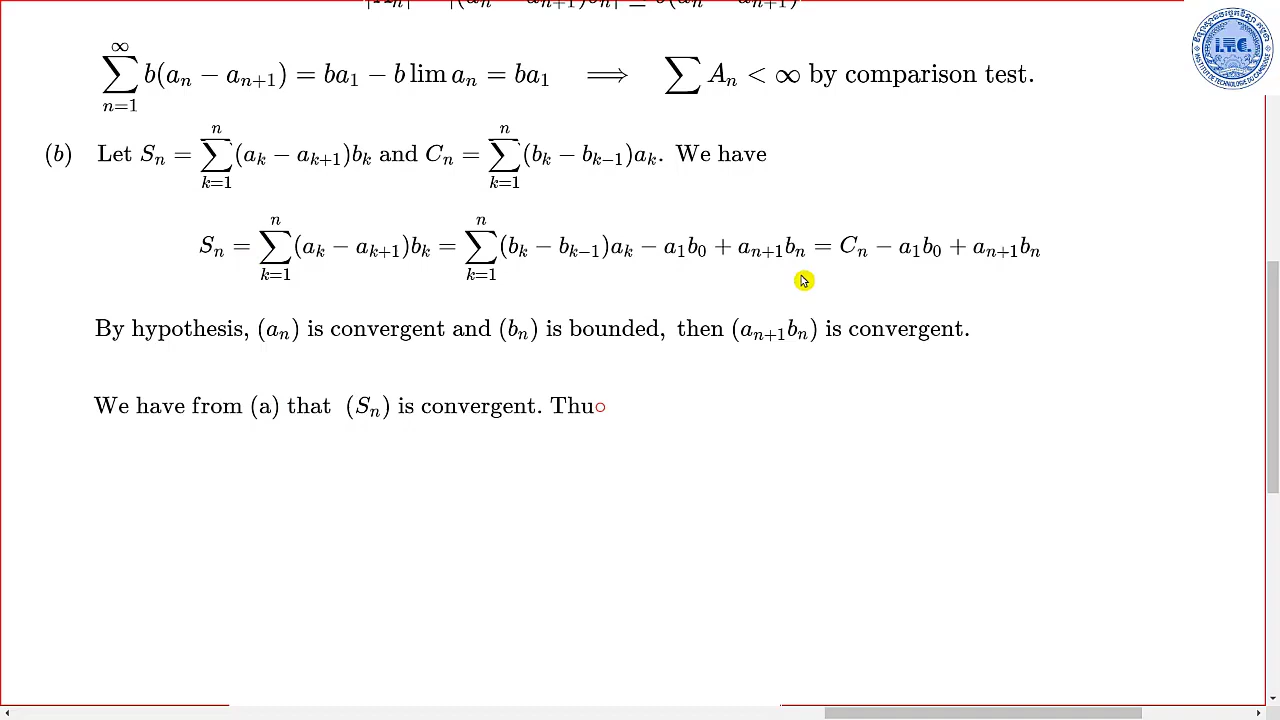 ∑_{n=1}^{∞} b(a_n − a_{n+1}) = ba_1 − b lim a_n = ba_1 ⟹ ∑ A_n < ∞ by comparison test.
(b) Let S_n = ∑_{k=1}^{n} (a_k − a_{k+1})b_k and C_n = ∑_{k=1}^{n} (b_k − b_{k−1})a_k. We have
S_n = ∑_{k=1}^{n} (a_k − a_{k+1})b_k = ∑_{k=1}^{n} (b_k − b_{k−1})a_k − a_1b_0 + a_{n+1}b_n = C_n − a_1b_0 + a_{n+1}b_n
By hypothesis, (a_n) is convergent and (b_n) is bounded, then (a_{n+1}b_n) is convergent.
We have from (a) that (S_n) is convergent. Thu
I.T.C.